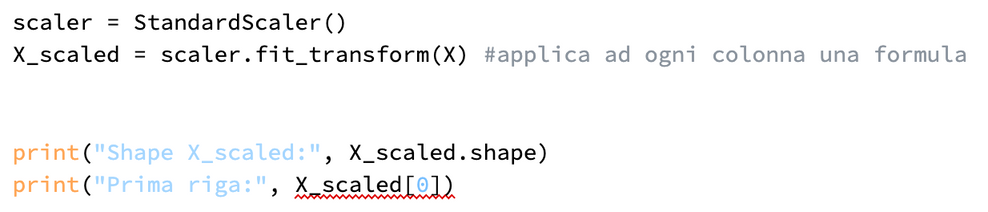 scaler = StandardScaler()
X_scaled = scaler.fit_transform(X) #applica ad ogni colonna una formula
print("Shape X_scaled:", X_scaled.shape)
print("Prima riga:", X_scaled[0])